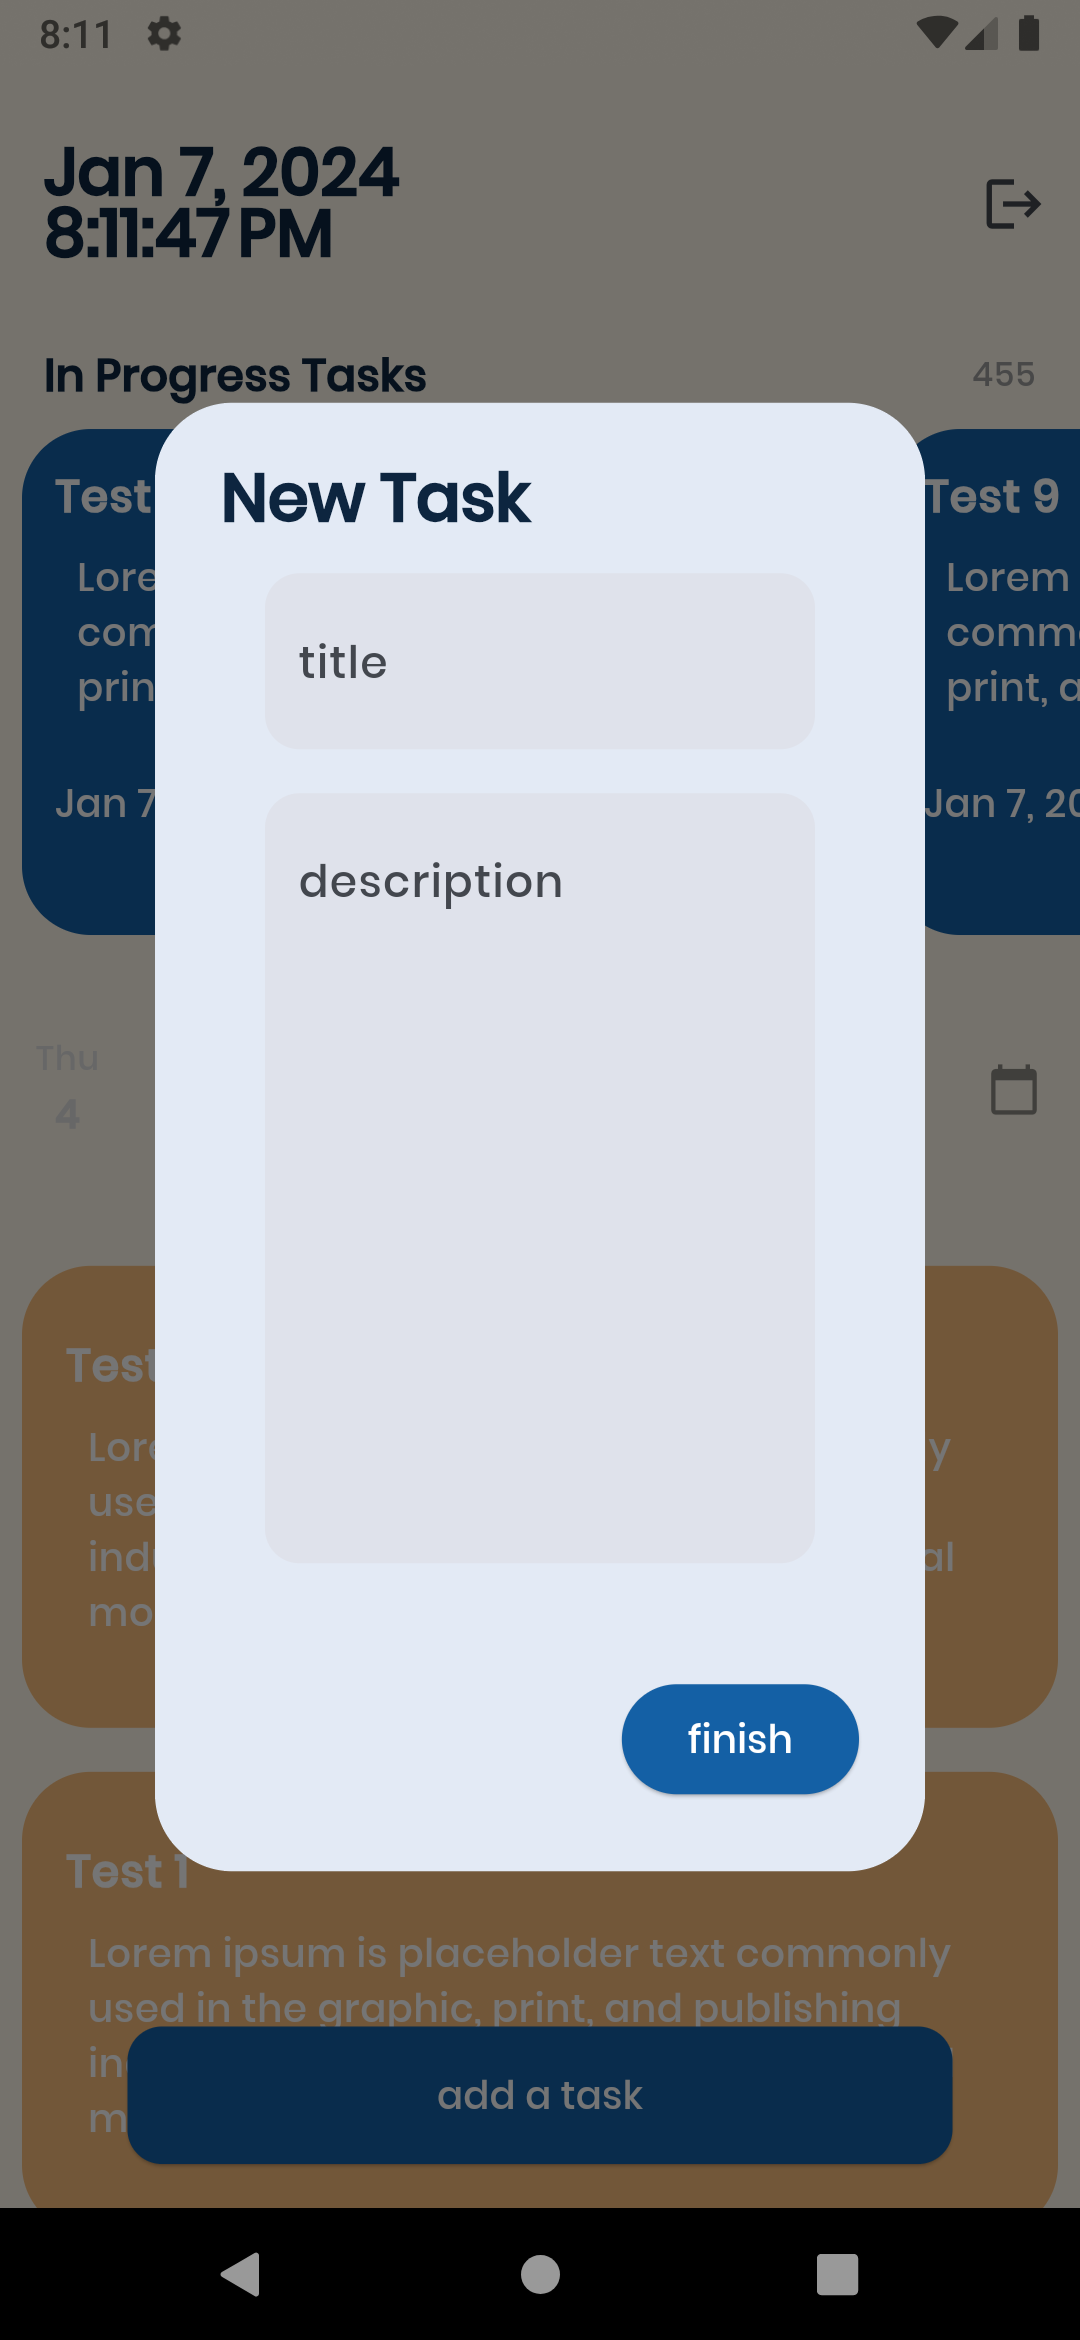 8:11
Jan 7, 2024
8:11:47 PM
In Progress Tasks
455
New Task
Test
Test 9
Lorem
print,
title
Jan 7
Jan 7, 20
description
Thu
4
Test
finish
Test 1
Lorem ipsum is placeholder text commonly
used in the graphic, print, and publishing
add a task